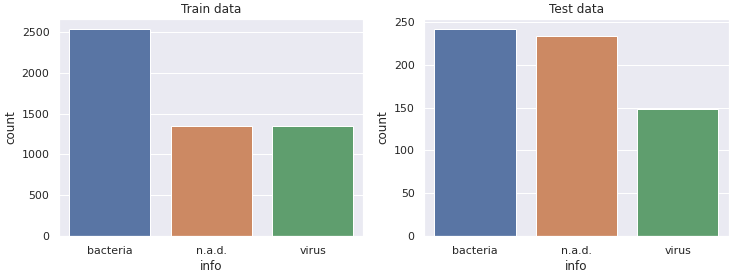 Train data
count
2500
2000
1500
1000
500
0
bacteria n.a.d. virus
info
Test data
count
250
200
150
100
50
0
bacteria n.a.d. virus
info